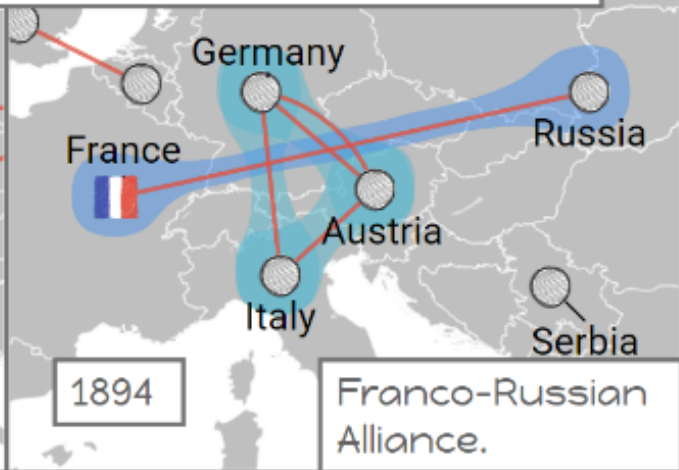 Germany
France
Russia
Austria
Italy
Serbia
1894
Franco-Russian
Alliance.